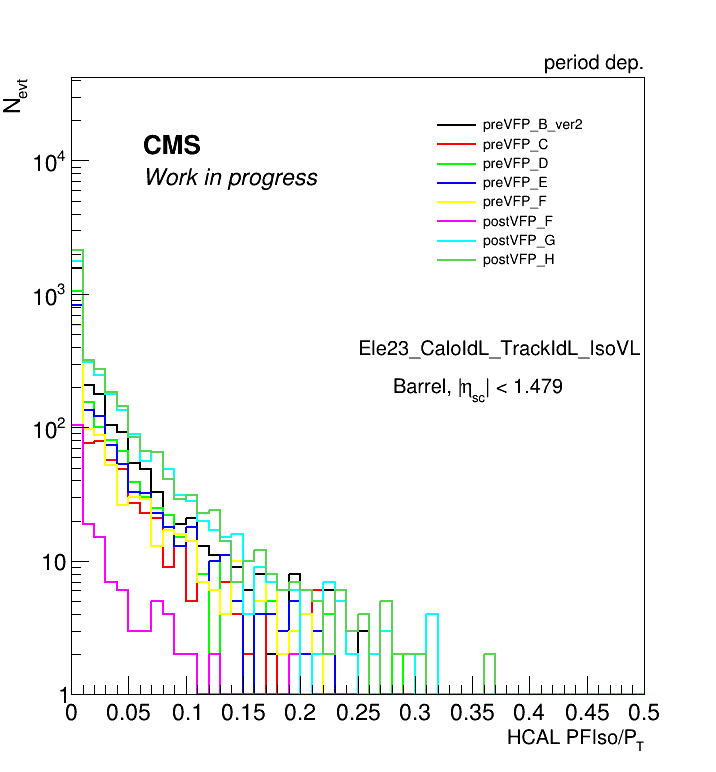 period dep.
N_evt
CMS
Work in progress
preVFP_B_ver2
preVFP_C
preVFP_D
preVFP_E
preVFP_F
postVFP_F
postVFP_G
postVFP_H
Ele23_CaloIdL_TrackIdL_IsoVL
Barrel, |η_sc| < 1.479
10^4
10^3
10^2
10
1
0 0.05 0.1 0.15 0.2 0.25 0.3 0.35 0.4 0.45 0.5
HCAL PFIso/P_T